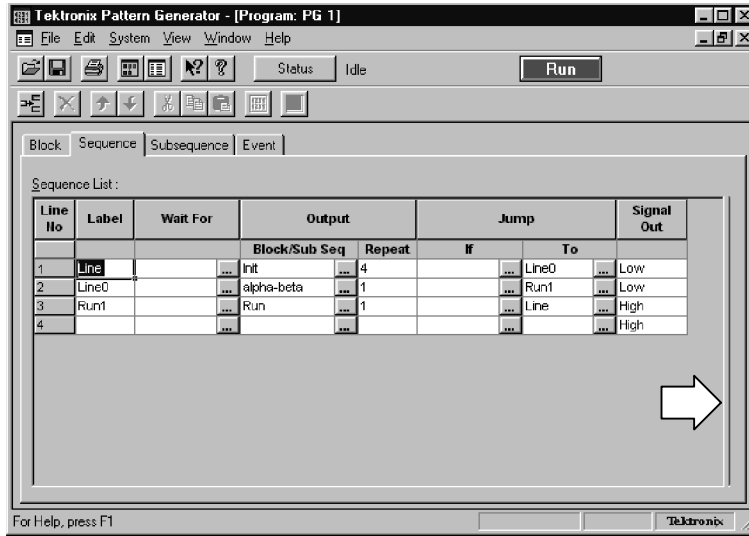 Tektronix Pattern Generator - [Program: PG 1]
File Edit System View Window Help
Status Idle Run
Block Sequence Subsequence Event
Sequence List :
Line No Label Wait For Output Jump Signal Out
Block/Sub Seq Repeat If To
1 Line ... Init ... 4 ... Line0 ... Low
2 Line0 ... alpha-beta ... 1 ... Run1 ... Low
3 Run1 ... Run ... 1 ... Line ... High
4 ... ... ... ... High
For Help, press F1 Tektronix